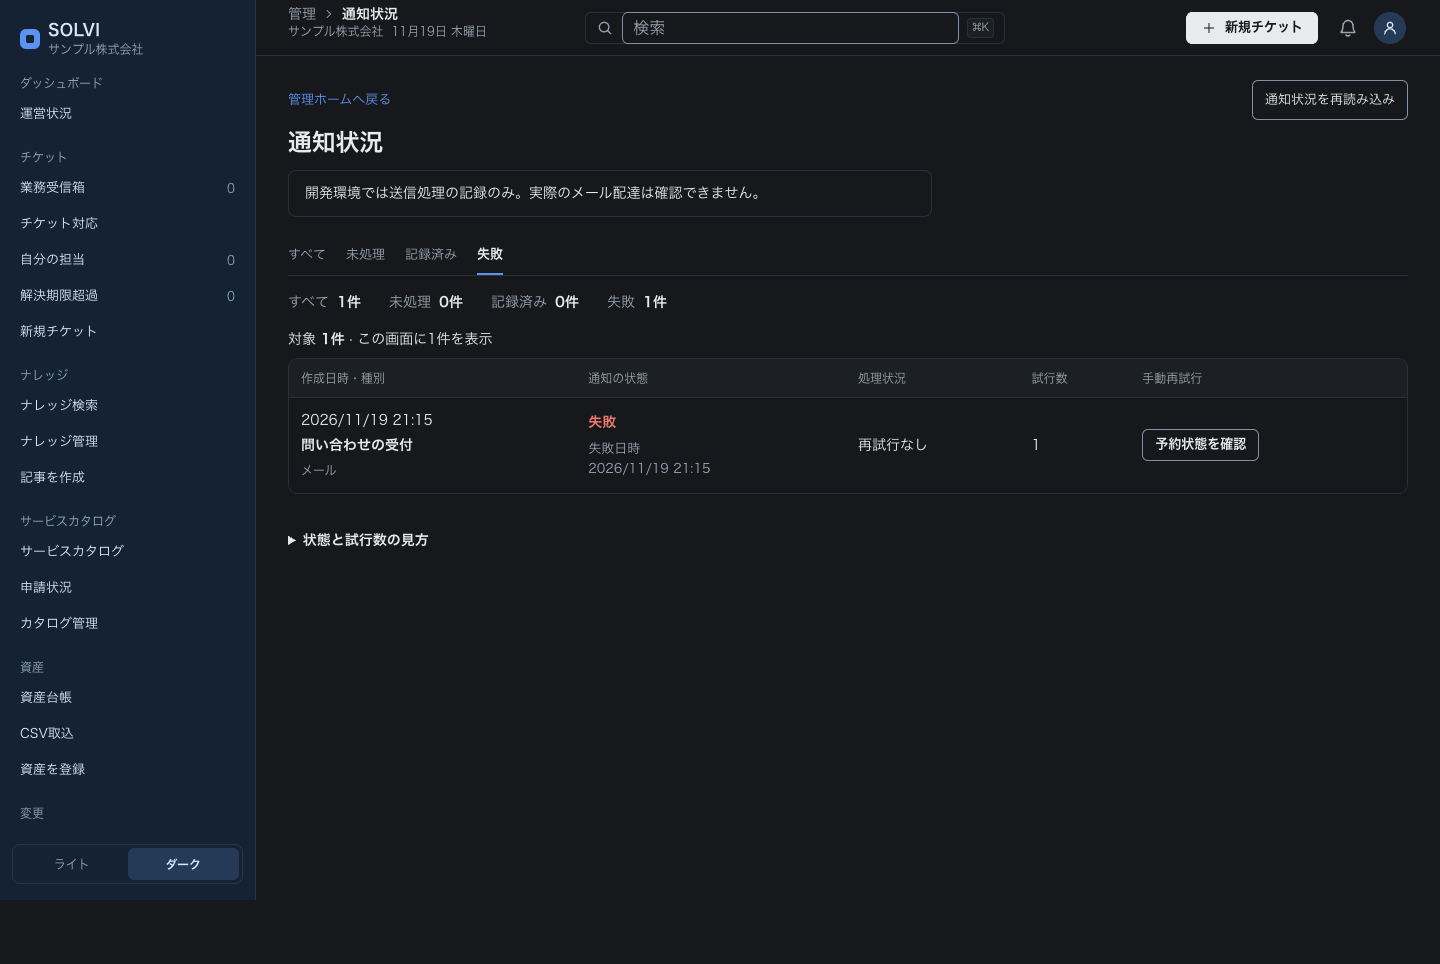 SOLVI
サンプル株式会社
ダッシュボード
運営状況
チケット
業務受信箱 0
チケット対応
自分の担当 0
解決期限超過 0
新規チケット
ナレッジ
ナレッジ検索
ナレッジ管理
記事を作成
サービスカタログ
サービスカタログ
申請状況
カタログ管理
資産
資産台帳
CSV取込
資産を登録
変更
ライト ダーク
管理 > 通知状況
サンプル株式会社 11月19日 木曜日
検索 ⌘K
+ 新規チケット
管理ホームへ戻る
通知状況を再読み込み
通知状況
開発環境では送信処理の記録のみ。実際のメール配達は確認できません。
すべて 未処理 記録済み 失敗
すべて 1件 未処理 0件 記録済み 0件 失敗 1件
対象 1件 · この画面に1件を表示
作成日時・種別 通知の状態 処理状況 試行数 手動再試行
2026/11/19 21:15
問い合わせの受付
メール
失敗
失敗日時
2026/11/19 21:15
再試行なし
1
予約状態を確認
▶ 状態と試行数の見方